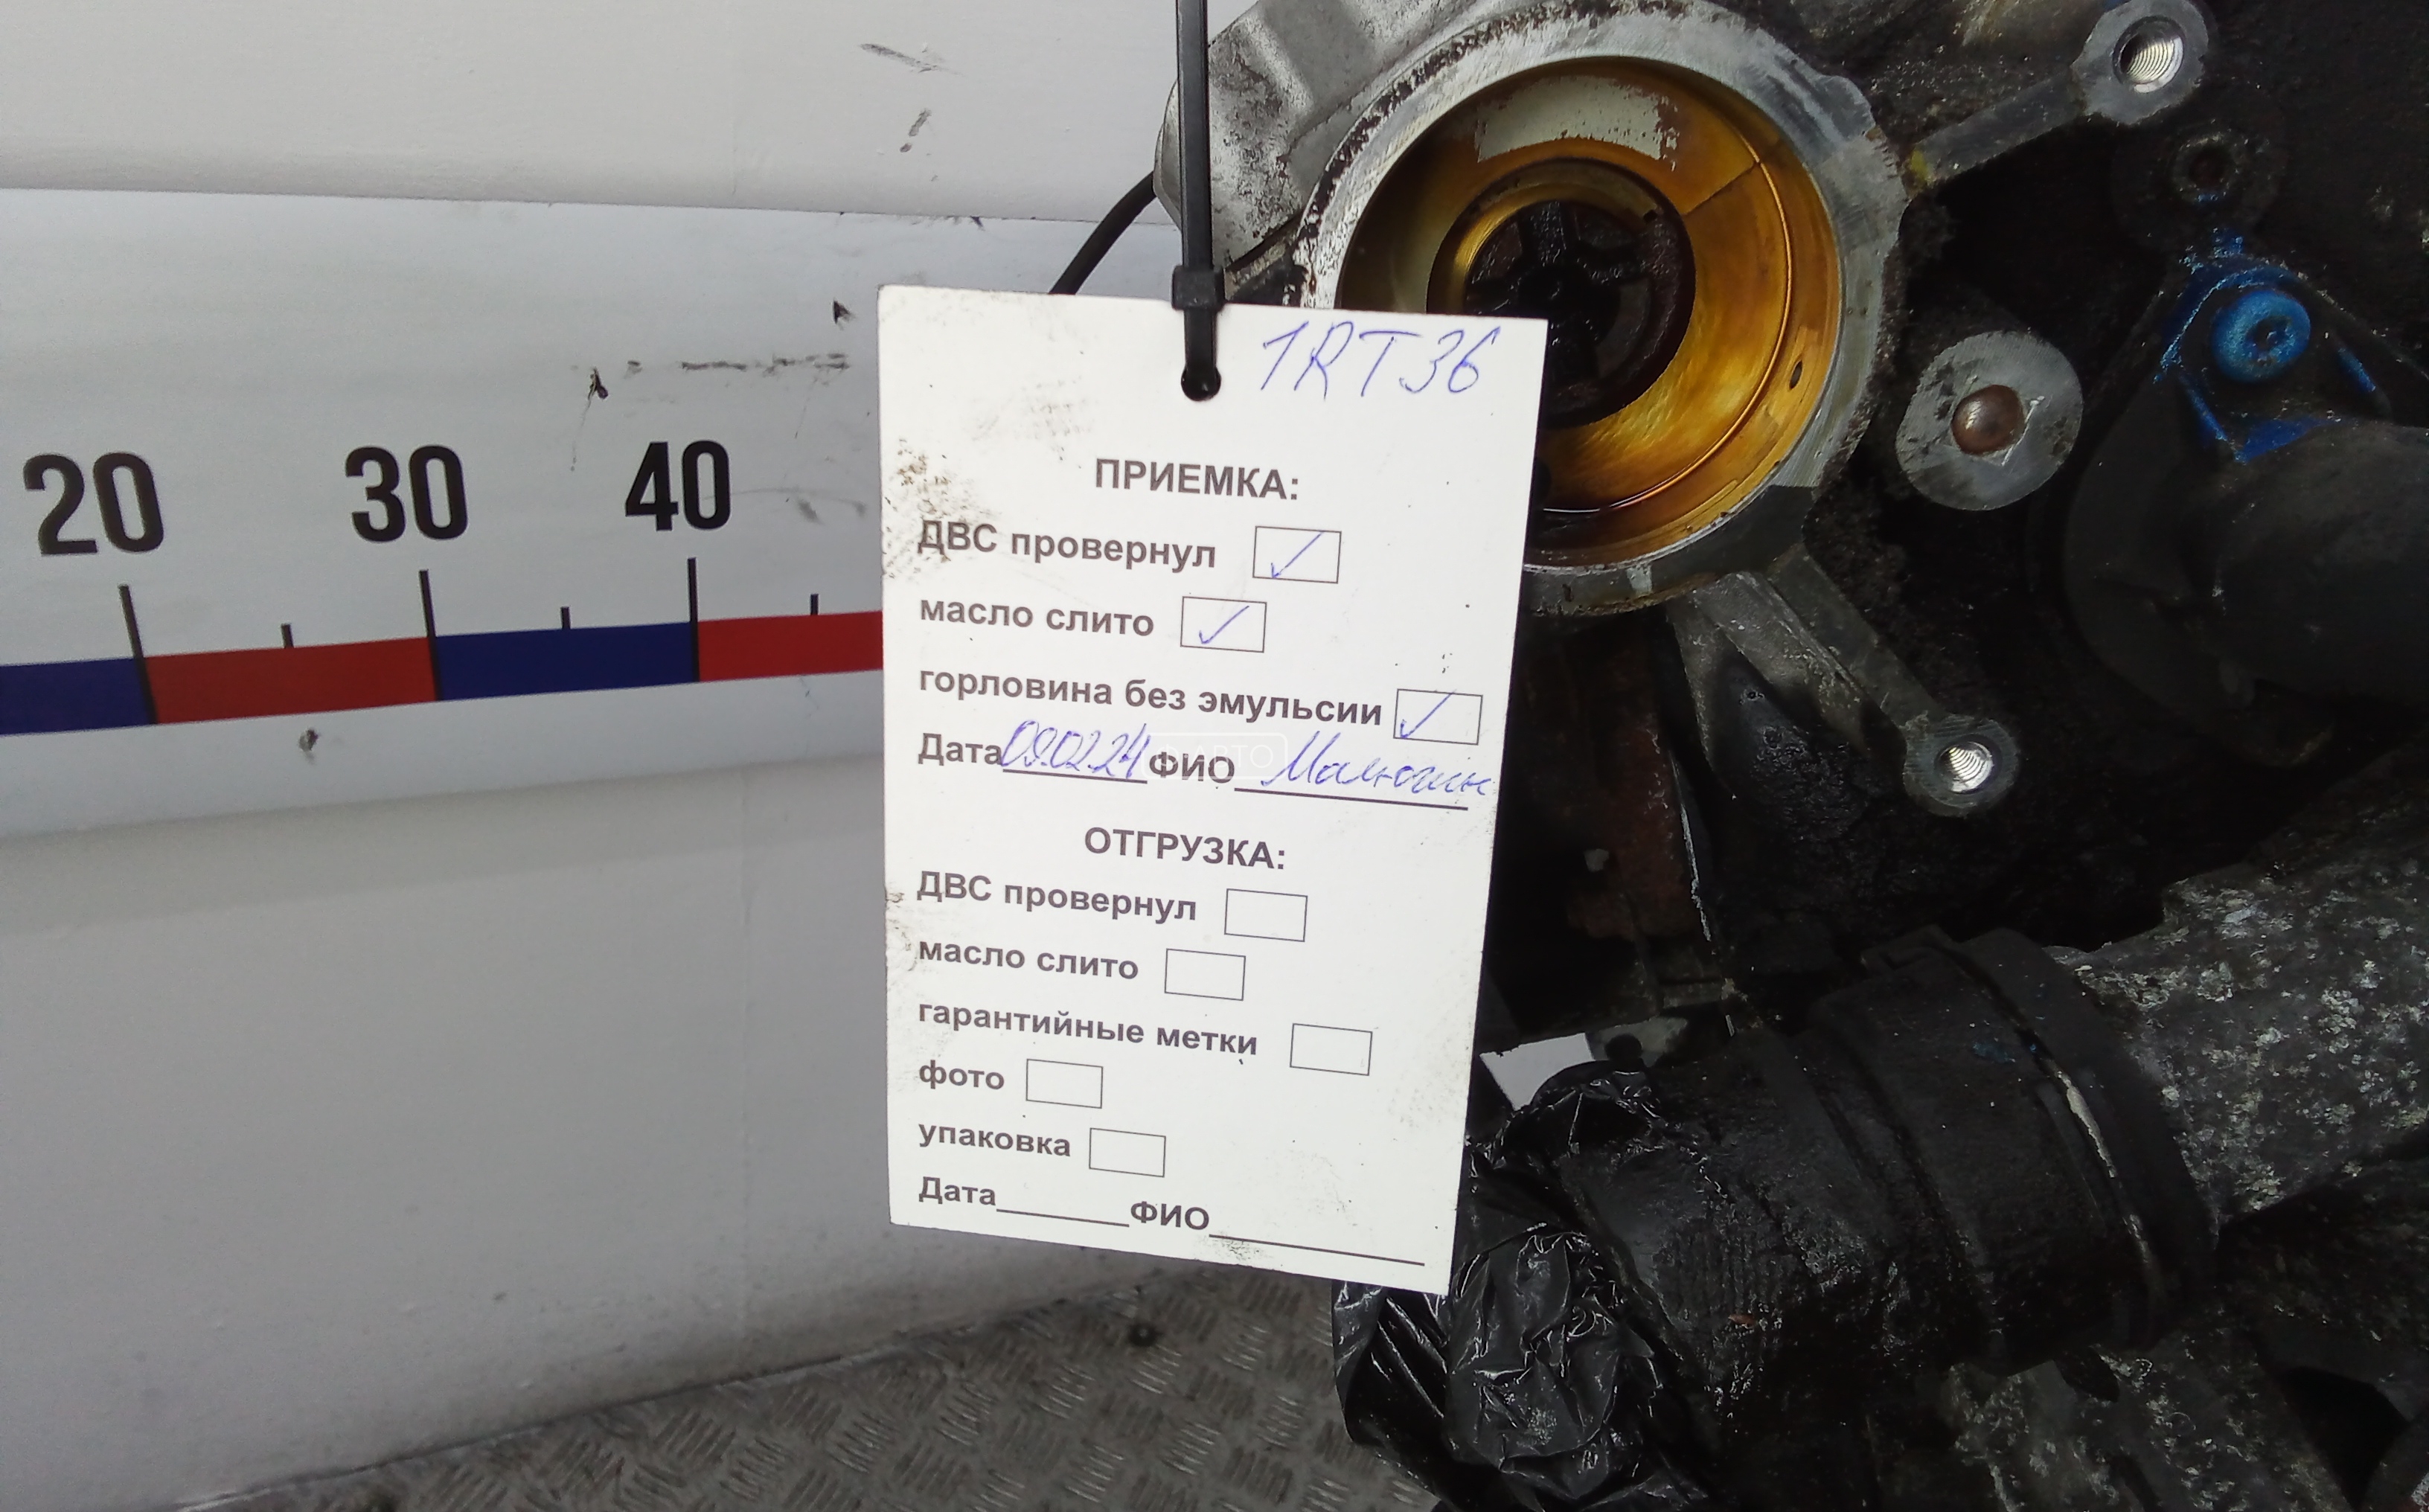 20 30 40
1RT36
ПРИЕМКА:
ДВС провернул
масло слито
горловина без эмульсии
Дата 09.02.24 ФИО Малюгин
ОТГРУЗКА:
ДВС провернул
масло слито
гарантийные метки
фото
упаковка
Дата ФИО